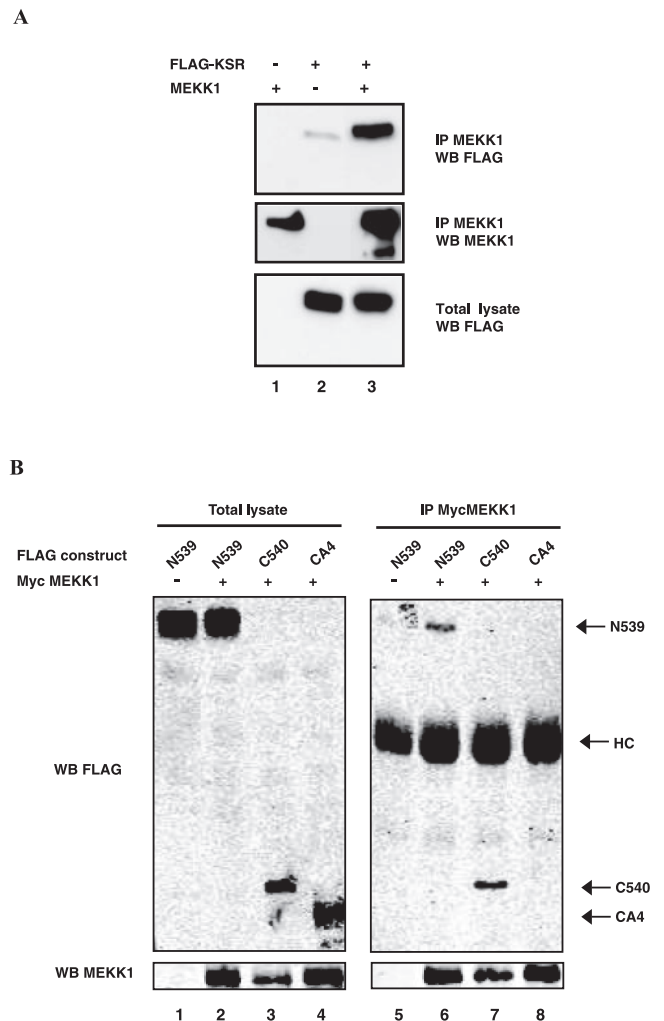 A
FLAG-KSR - + +
MEKK1 + - +
IP MEKK1
WB FLAG
IP MEKK1
WB MEKK1
Total lysate
WB FLAG
1 2 3
B
Total lysate IP MycMEKK1
FLAG construct N539 N539 C540 CA4 N539 N539 C540 CA4
Myc MEKK1 - + + + - + + +
N539
HC
WB FLAG
C540
CA4
WB MEKK1
1 2 3 4 5 6 7 8